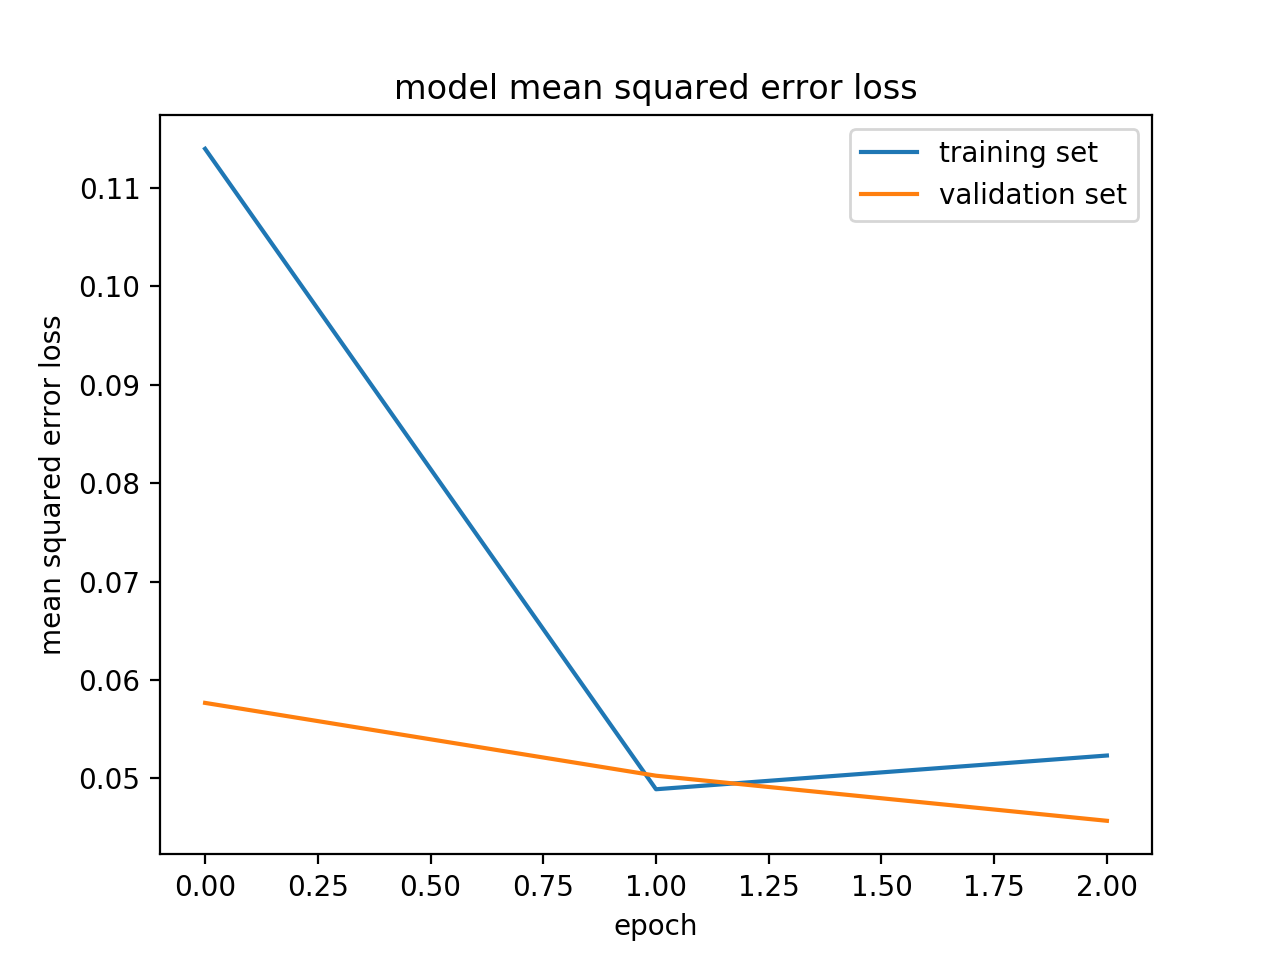 model mean squared error loss
training set
validation set
0.11
0.10
0.09
0.08
0.07
0.06
0.05
mean squared error loss
0.00 0.25 0.50 0.75 1.00 1.25 1.50 1.75 2.00
epoch